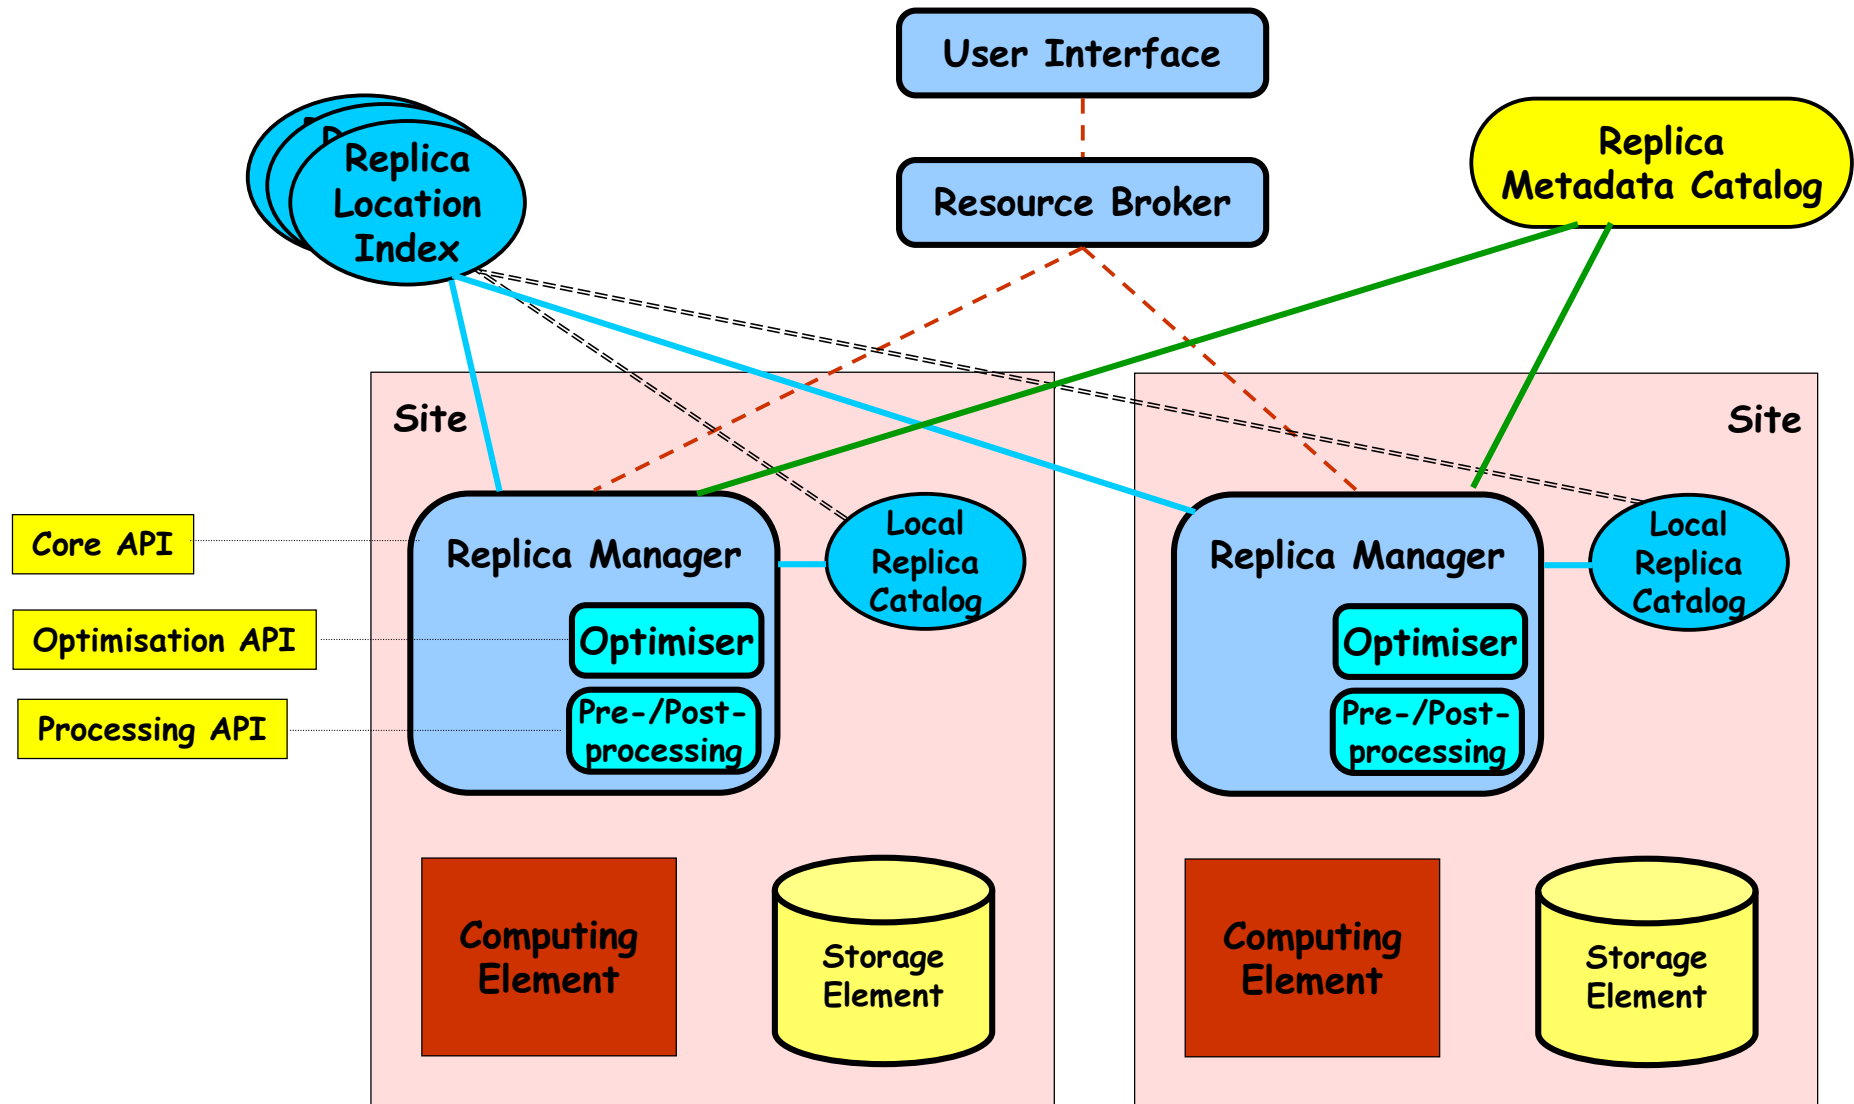 User Interface
Replica
Location
Index
Resource Broker
Replica
Metadata Catalog
Site
Site
Core API
Optimisation API
Processing API
Replica Manager
Optimiser
Pre-/Post-
processing
Local
Replica
Catalog
Replica Manager
Optimiser
Pre-/Post-
processing
Local
Replica
Catalog
Computing
Element
Storage
Element
Computing
Element
Storage
Element